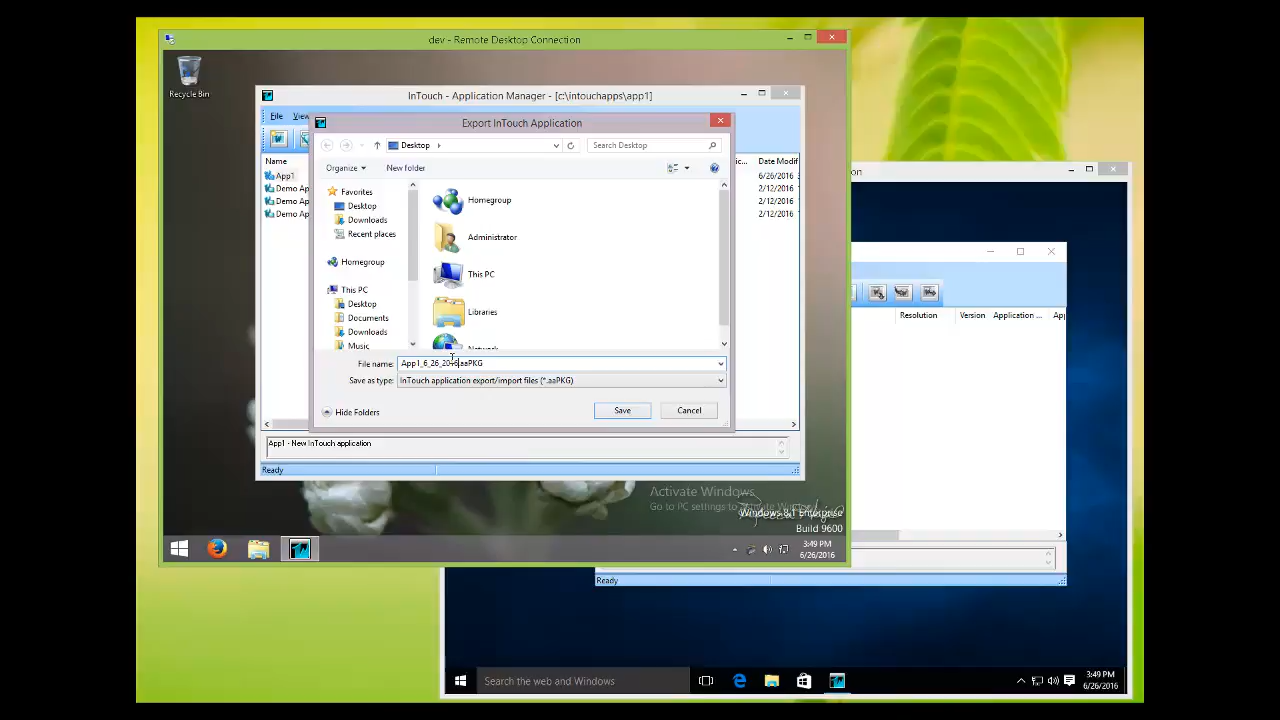 dev - Remote Desktop Connection
Recycle Bin
InTouch - Application Manager - [c:\intouchapps\app1]
File View
Export InTouch Application
Desktop
Search Desktop
Organize
New folder
Favorites
Desktop
Downloads
Recent places
Homegroup
This PC
Desktop
Documents
Downloads
Music
Homegroup
Administrator
This PC
Libraries
Network
File name:
App1_6_26_2016.aaPKG
Save as type:
InTouch application export/import files (*.aaPKG)
Hide Folders
Save
Cancel
Name
Date Modif
App1
6/26/2016
Demo Ap
2/12/2016
Demo Ap
2/12/2016
Demo Ap
2/12/2016
App1 - New InTouch application
Ready
Activate Windows
Go to PC settings to activate Windows.
Windows 8.1 Enterprise
Build 9600
3:49 PM
6/26/2016
on
Resolution
Version
Application ...
App
Ready
Search the web and Windows
3:49 PM
6/26/2016